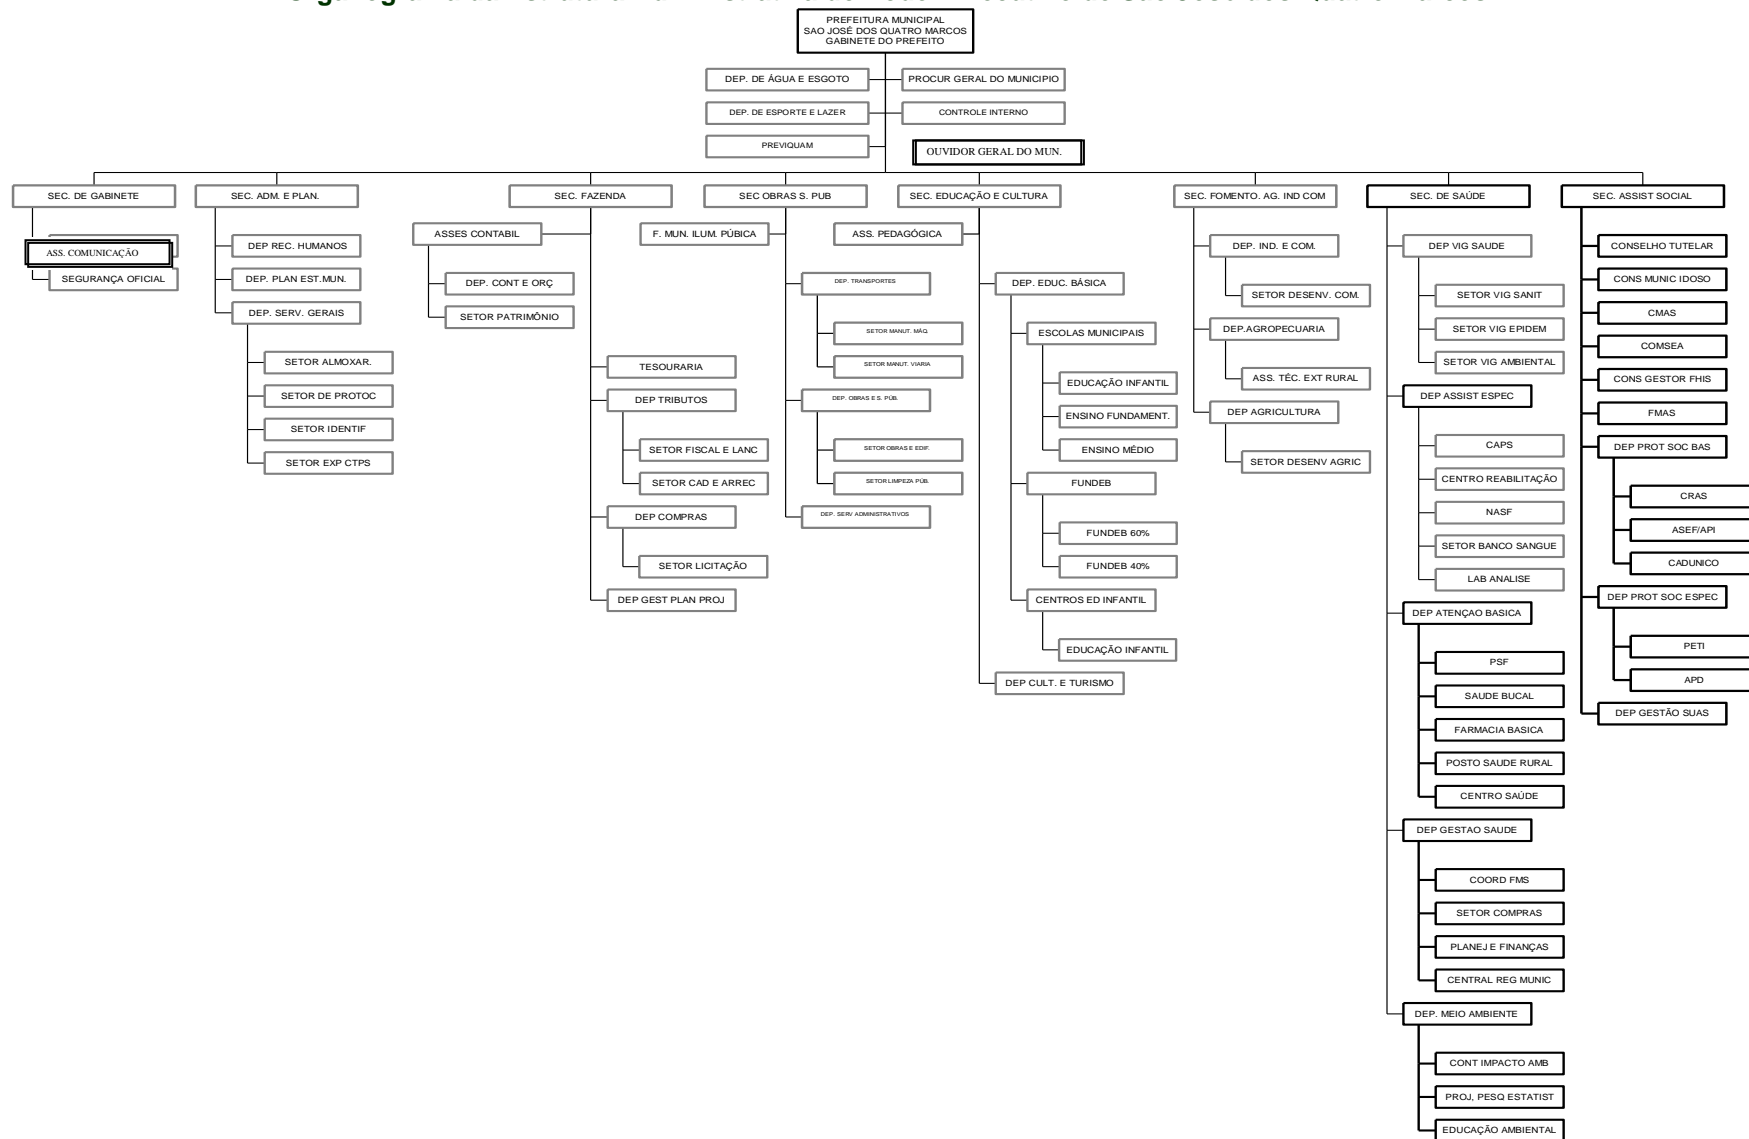 Organograma da Estrutura Administrativa do Poder Executivo de São José dos Quatro Marcos
PREFEITURA MUNICIPAL
SAO JOSÉ DOS QUATRO MARCOS
GABINETE DO PREFEITO
DEP. DE ÁGUA E ESGOTO
PROCUR GERAL DO MUNICIPIO
DEP. DE ESPORTE E LAZER
CONTROLE INTERNO
PREVIQUAM
OUVIDOR GERAL DO MUN.
SEC. DE GABINETE
ASS. COMUNICAÇÃO
SEGURANÇA OFICIAL
SEC. ADM. E PLAN.
DEP REC. HUMANOS
DEP. PLAN EST.MUN.
DEP. SERV. GERAIS
SETOR ALMOXAR.
SETOR DE PROTOC
SETOR IDENTIF
SETOR EXP CTPS
SEC. FAZENDA
ASSES CONTABIL
DEP. CONT E ORÇ
SETOR PATRIMÔNIO
TESOURARIA
DEP TRIBUTOS
SETOR FISCAL E LANC
SETOR CAD E ARREC
DEP COMPRAS
SETOR LICITAÇÃO
DEP GEST PLAN PROJ
SEC OBRAS S. PUB
F. MUN. ILUM. PÚBICA
DEP. TRANSPORTES
SETOR MANUT. MÁQ.
SETOR MANUT. VIARIA
DEP. OBRAS E S. PÚB.
SETOR OBRAS E EDIF.
SETOR LIMPEZA PÚB.
DEP. SERV ADMINISTRATIVOS
SEC. EDUCAÇÃO E CULTURA
ASS. PEDAGÓGICA
DEP. EDUC. BÁSICA
ESCOLAS MUNICIPAIS
EDUCAÇÃO INFANTIL
ENSINO FUNDAMENT.
ENSINO MÉDIO
FUNDEB
FUNDEB 60%
FUNDEB 40%
CENTROS ED INFANTIL
EDUCAÇÃO INFANTIL
DEP CULT. E TURISMO
SEC. FOMENTO. AG. IND COM
DEP. IND. E COM.
SETOR DESENV. COM.
DEP.AGROPECUARIA
ASS. TÉC. EXT RURAL
DEP AGRICULTURA
SETOR DESENV AGRIC
SEC. DE SAÚDE
DEP VIG SAUDE
SETOR VIG SANIT
SETOR VIG EPIDEM
SETOR VIG AMBIENTAL
DEP ASSIST ESPEC
CAPS
CENTRO REABILITAÇÃO
NASF
SETOR BANCO SANGUE
LAB ANALISE
DEP ATENÇAO BASICA
PSF
SAUDE BUCAL
FARMACIA BASICA
POSTO SAUDE RURAL
CENTRO SAÚDE
DEP GESTAO SAUDE
COORD FMS
SETOR COMPRAS
PLANEJ E FINANÇAS
CENTRAL REG MUNIC
DEP. MEIO AMBIENTE
CONT IMPACTO AMB
PROJ, PESQ ESTATIST
EDUCAÇÃO AMBIENTAL
SEC. ASSIST SOCIAL
CONSELHO TUTELAR
CONS MUNIC IDOSO
CMAS
COMSEA
CONS GESTOR FHIS
FMAS
DEP PROT SOC BAS
CRAS
ASEF/API
CADUNICO
DEP PROT SOC ESPEC
PETI
APD
DEP GESTÃO SUAS